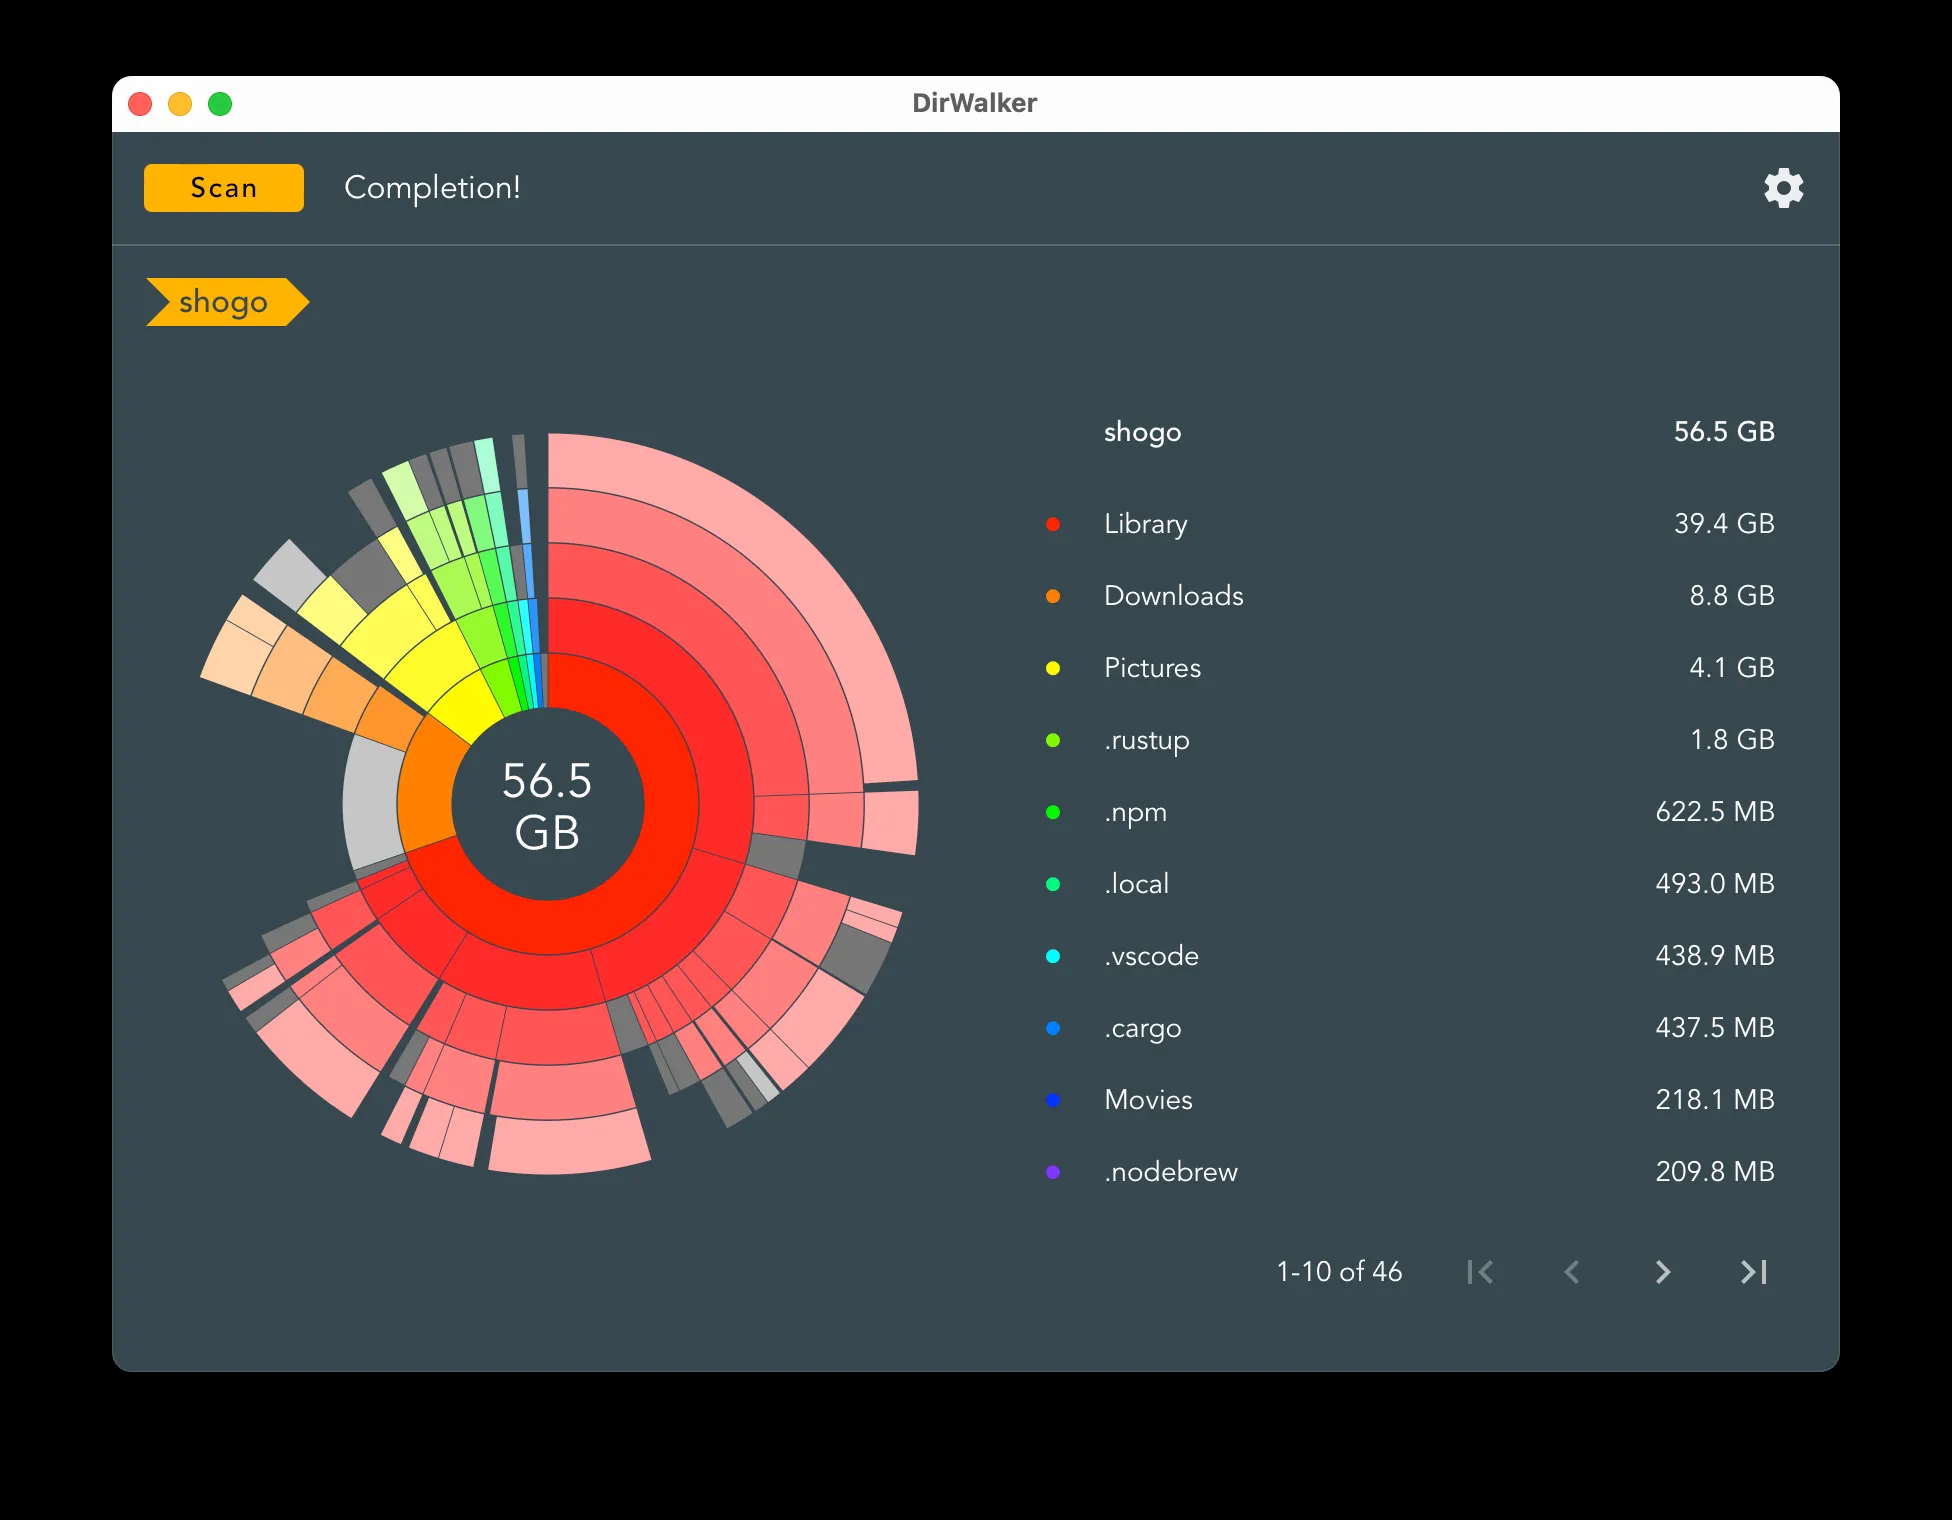 DirWalker
Scan Completion!
shogo
56.5
GB
shogo 56.5 GB
Library 39.4 GB
Downloads 8.8 GB
Pictures 4.1 GB
.rustup 1.8 GB
.npm 622.5 MB
.local 493.0 MB
.vscode 438.9 MB
.cargo 437.5 MB
Movies 218.1 MB
.nodebrew 209.8 MB
1-10 of 46